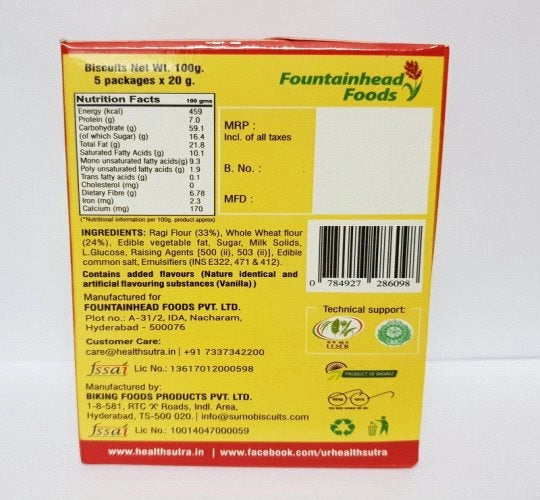 Biscuits Net Wt. 100g.
5 packages x 20 g.
Fountainhead
Foods
Nutrition Facts 100 gms
Energy (kcal) 459
Protein (g) 7.0
Carbohydrate (g) 59.1
(of which Sugar) (g) 16.4
Total Fat (g) 21.8
Saturated Fatty Acids (g) 10.1
Mono unsaturated fatty acids(g) 9.3
Poly unsaturated fatty acids (g) 1.9
Trans fatty acids (g) 0.1
Cholesterol (mg) 0
Dietary Fibre (g) 6.78
Iron (mg) 2.3
Calcium (mg) 170
(*Nutritional information per 100g. product approx)
MRP :
Incl. of all taxes
B. No. :
MFD :
INGREDIENTS: Ragi Flour (33%), Whole Wheat flour
(24%), Edible vegetable fat, Sugar, Milk Solids,
L.Glucose, Raising Agents [500 (ii), 503 (ii)], Edible
common salt, Emulsifiers (INS E322, 471 & 412).
Contains added flavours (Nature identical and
artificial flavouring substances (Vanilla))
0 784927 286098
Manufactured for
FOUNTAINHEAD FOODS PVT. LTD.
Plot no.: A-31/2, IDA, Nacharam,
Hyderabad - 500076
Customer Care:
care@healthsutra.in | +91 7337342200
fssai Lic No.: 13617012000598
Technical support:
PRODUCT OF BHARAT
Manufactured by:
BIKING FOODS PRODUCTS PVT. LTD.
1-8-581, RTC 'X' Roads, Indl. Area,
Hyderabad, TS-500 020. | info@sumobiscuits.com
fssai Lic No.: 10014047000059
www.healthsutra.in | www.facebook.com/urhealthsutra